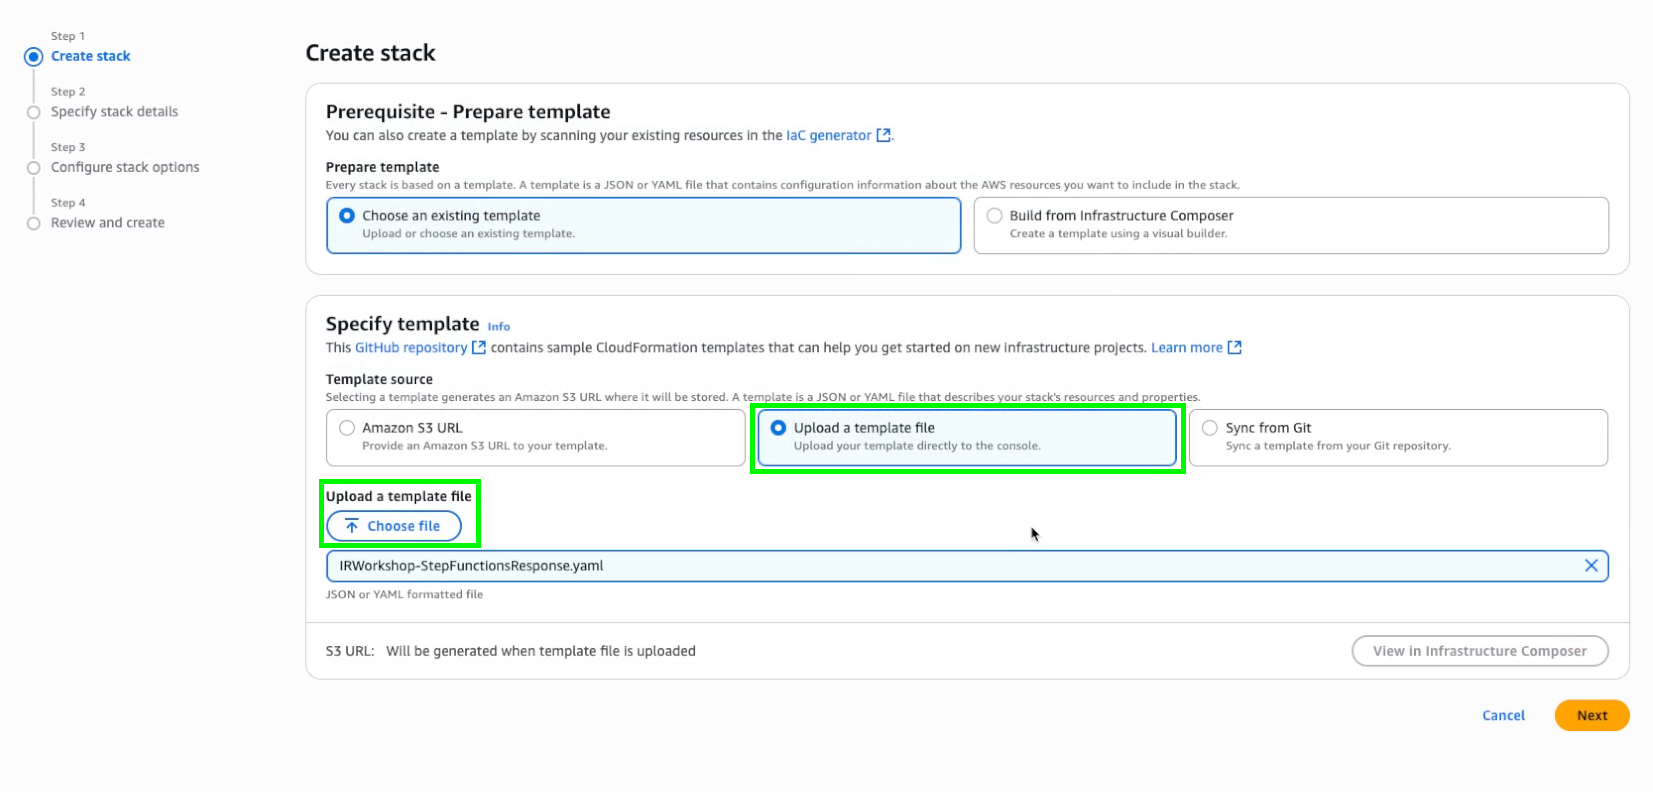 Step 1
Create stack
Step 2
Specify stack details
Step 3
Configure stack options
Step 4
Review and create
Create stack
Prerequisite - Prepare template
You can also create a template by scanning your existing resources in the IaC generator.
Prepare template
Every stack is based on a template. A template is a JSON or YAML file that contains configuration information about the AWS resources you want to include in the stack.
Choose an existing template
Upload or choose an existing template.
Build from Infrastructure Composer
Create a template using a visual builder.
Specify template Info
This GitHub repository contains sample CloudFormation templates that can help you get started on new infrastructure projects. Learn more
Template source
Selecting a template generates an Amazon S3 URL where it will be stored. A template is a JSON or YAML file that describes your stack's resources and properties.
Amazon S3 URL
Provide an Amazon S3 URL to your template.
Upload a template file
Upload your template directly to the console.
Sync from Git
Sync a template from your Git repository.
Upload a template file
Choose file
IRWorkshop-StepFunctionsResponse.yaml
JSON or YAML formatted file
S3 URL: Will be generated when template file is uploaded
View in Infrastructure Composer
Cancel
Next